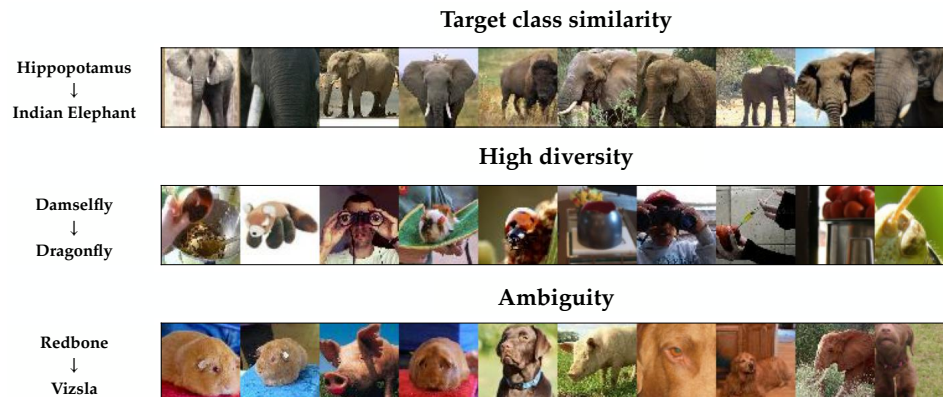 Target class similarity
Hippopotamus
↓
Indian Elephant
High diversity
Damselfly
↓
Dragonfly
Ambiguity
Redbone
↓
Vizsla